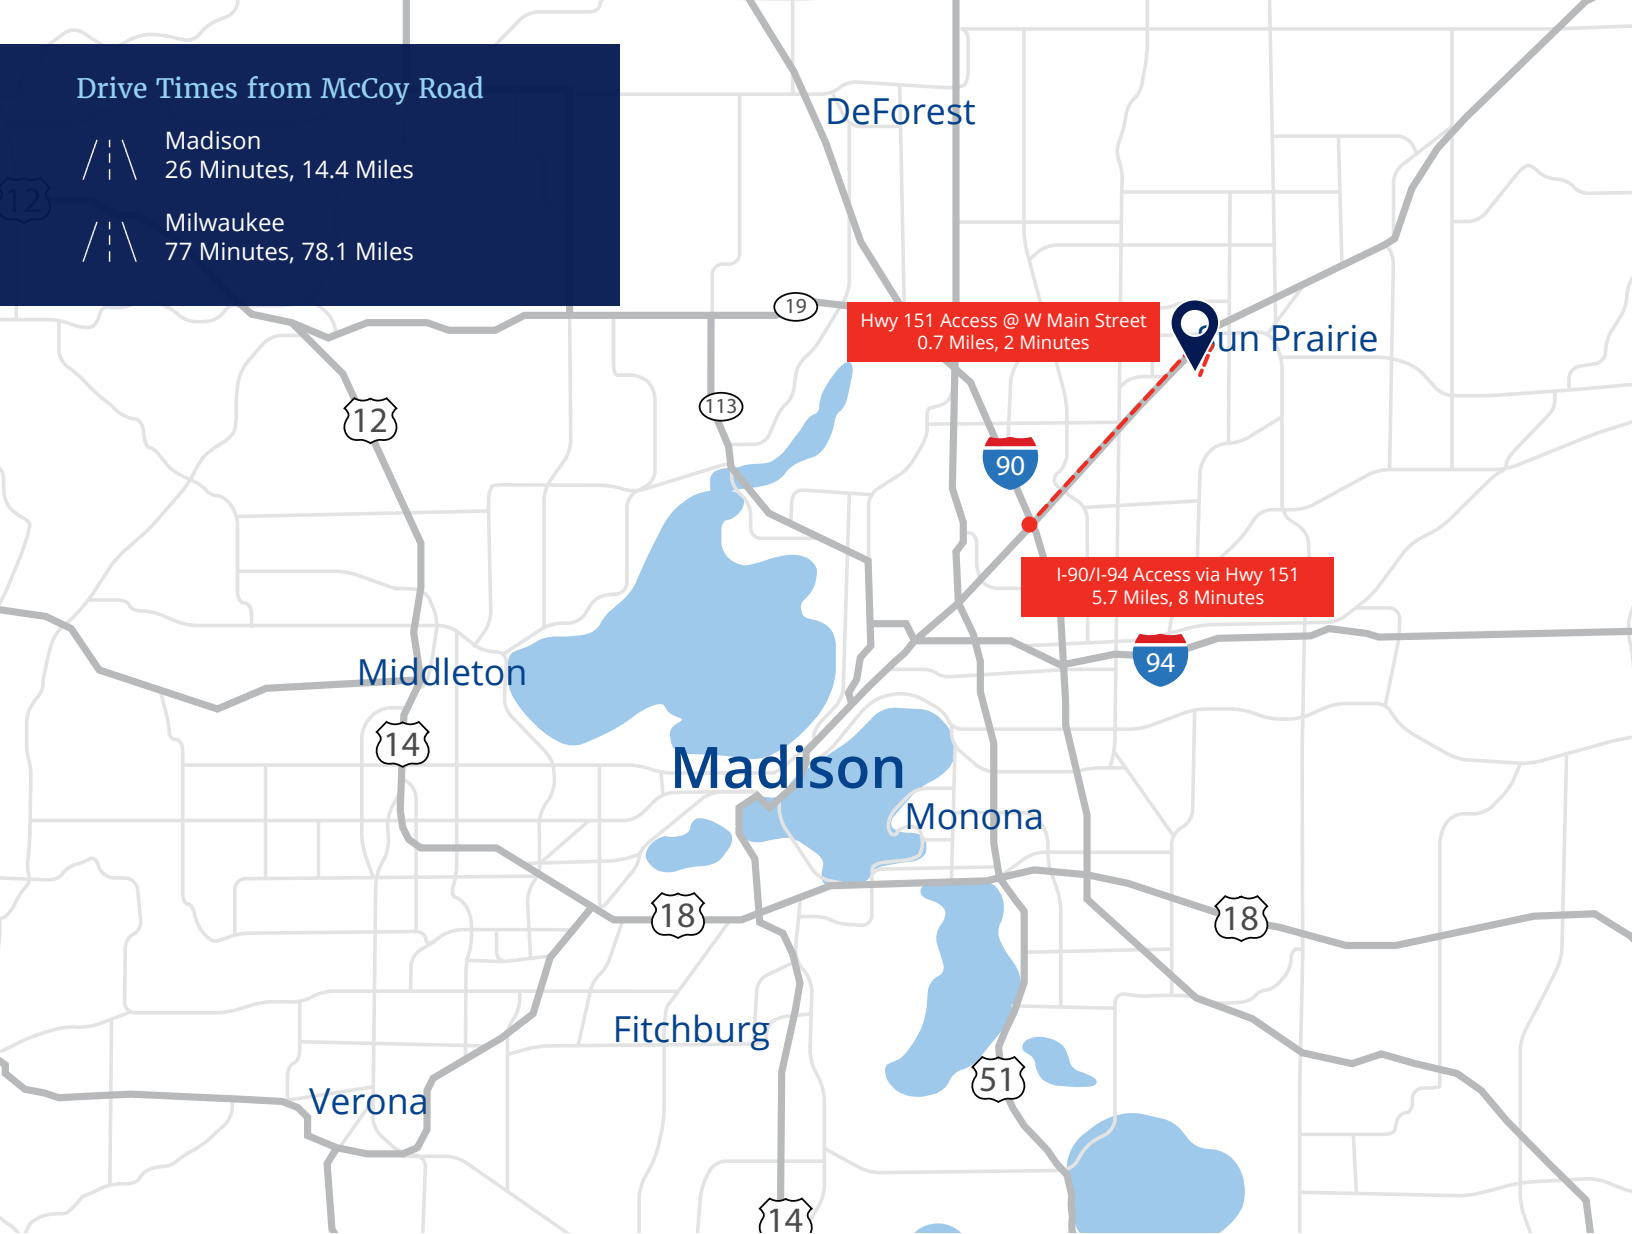 Drive Times from McCoy Road
Madison
26 Minutes, 14.4 Miles
Milwaukee
77 Minutes, 78.1 Miles
12
DeForest
19
Hwy 151 Access @ W Main Street
0.7 Miles, 2 Minutes
Sun Prairie
12
113
90
I-90/I-94 Access via Hwy 151
5.7 Miles, 8 Minutes
94
Middleton
14
Madison
Monona
18
18
Fitchburg
51
Verona
14